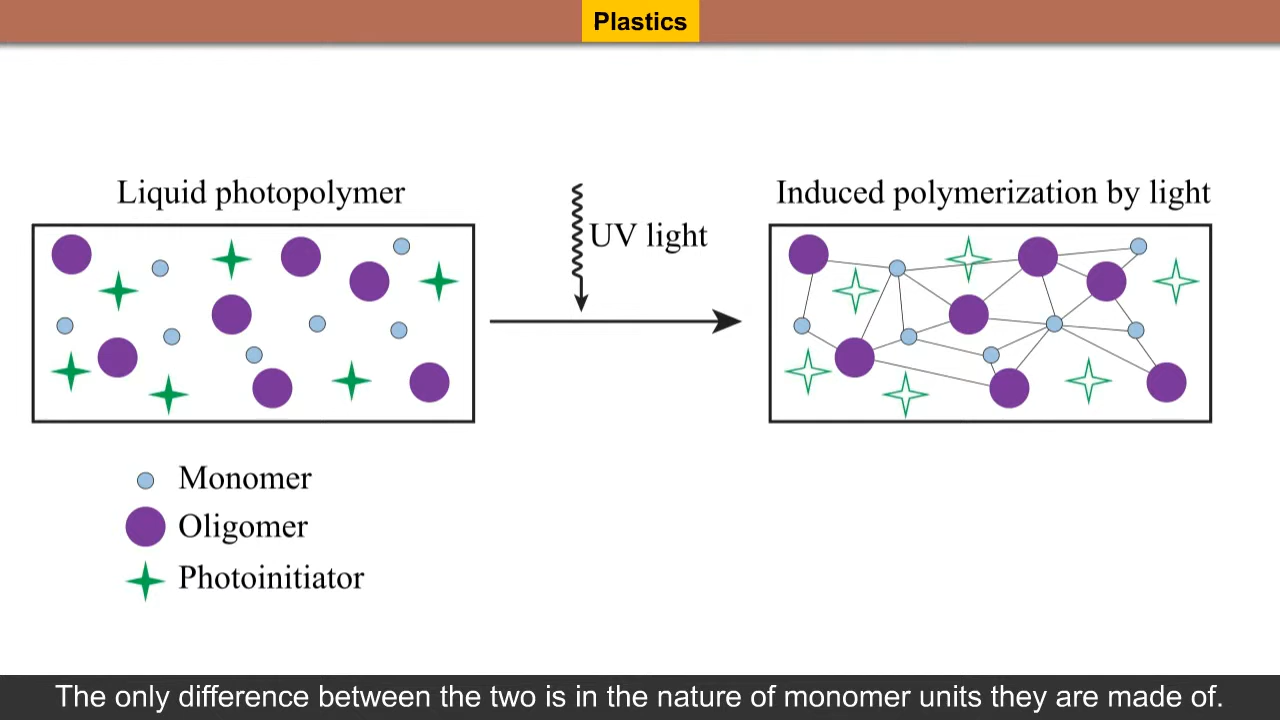 Plastics
Liquid photopolymer
UV light
Induced polymerization by light
Monomer
Oligomer
Photoinitiator
The only difference between the two is in the nature of monomer units they are made of.